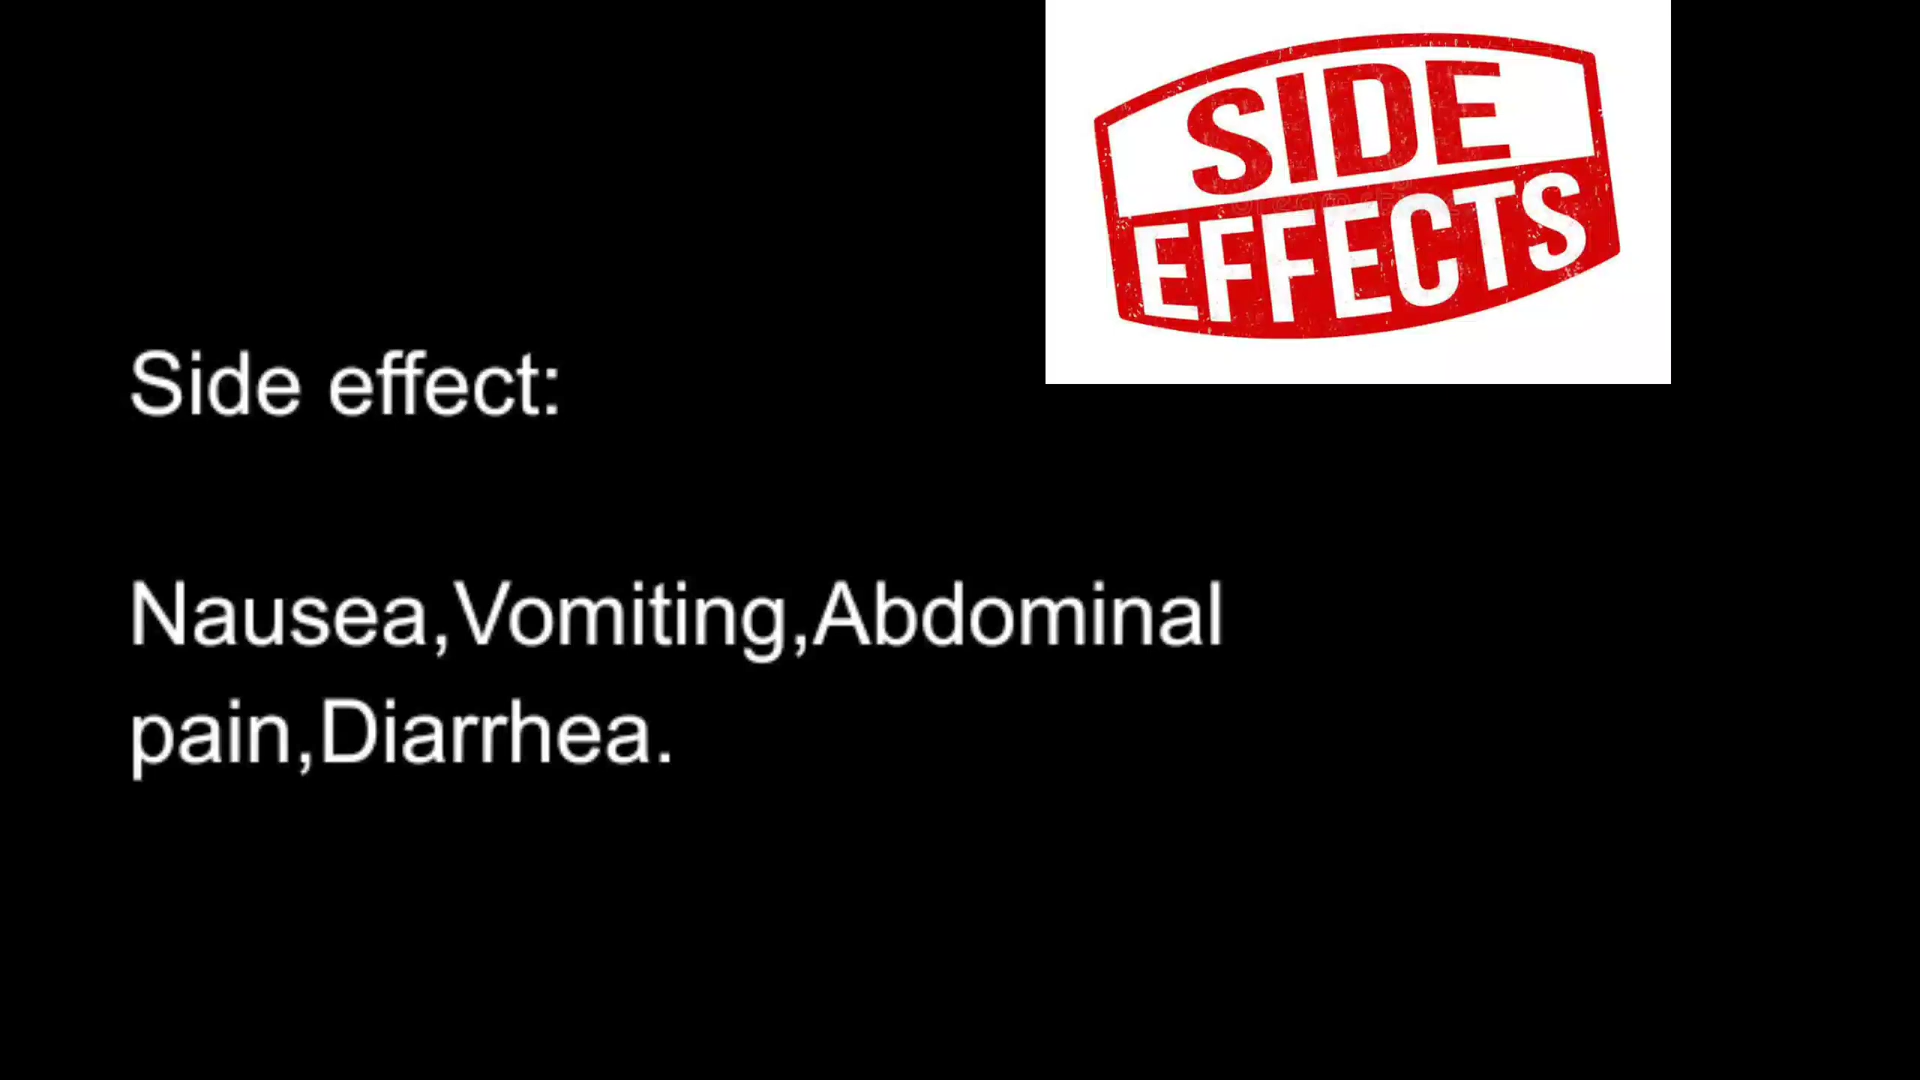 SIDE
EFFECTS
Side effect:
Nausea,Vomiting,Abdominal
pain,Diarrhea.